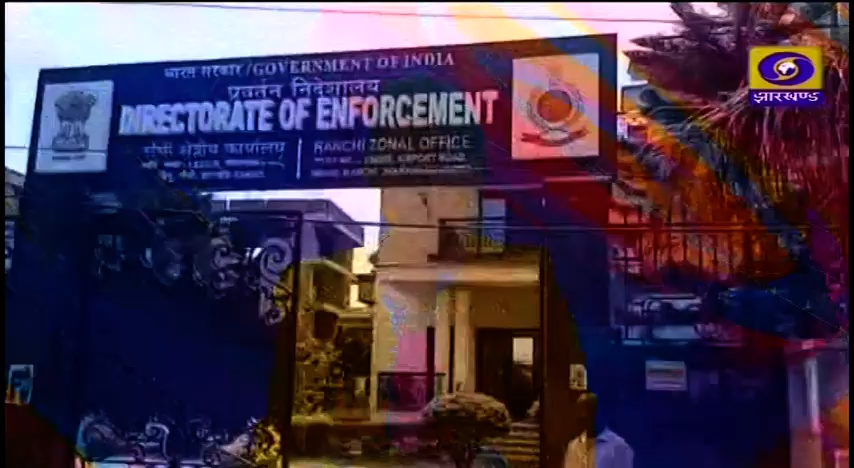 भारत सरकार/GOVERNMENT OF INDIA
प्रवर्तन निदेशालय
DIRECTORATE OF ENFORCEMENT
राँची क्षेत्रीय कार्यालय
RANCHI ZONAL OFFICE
AIRPORT ROAD
झारखण्ड